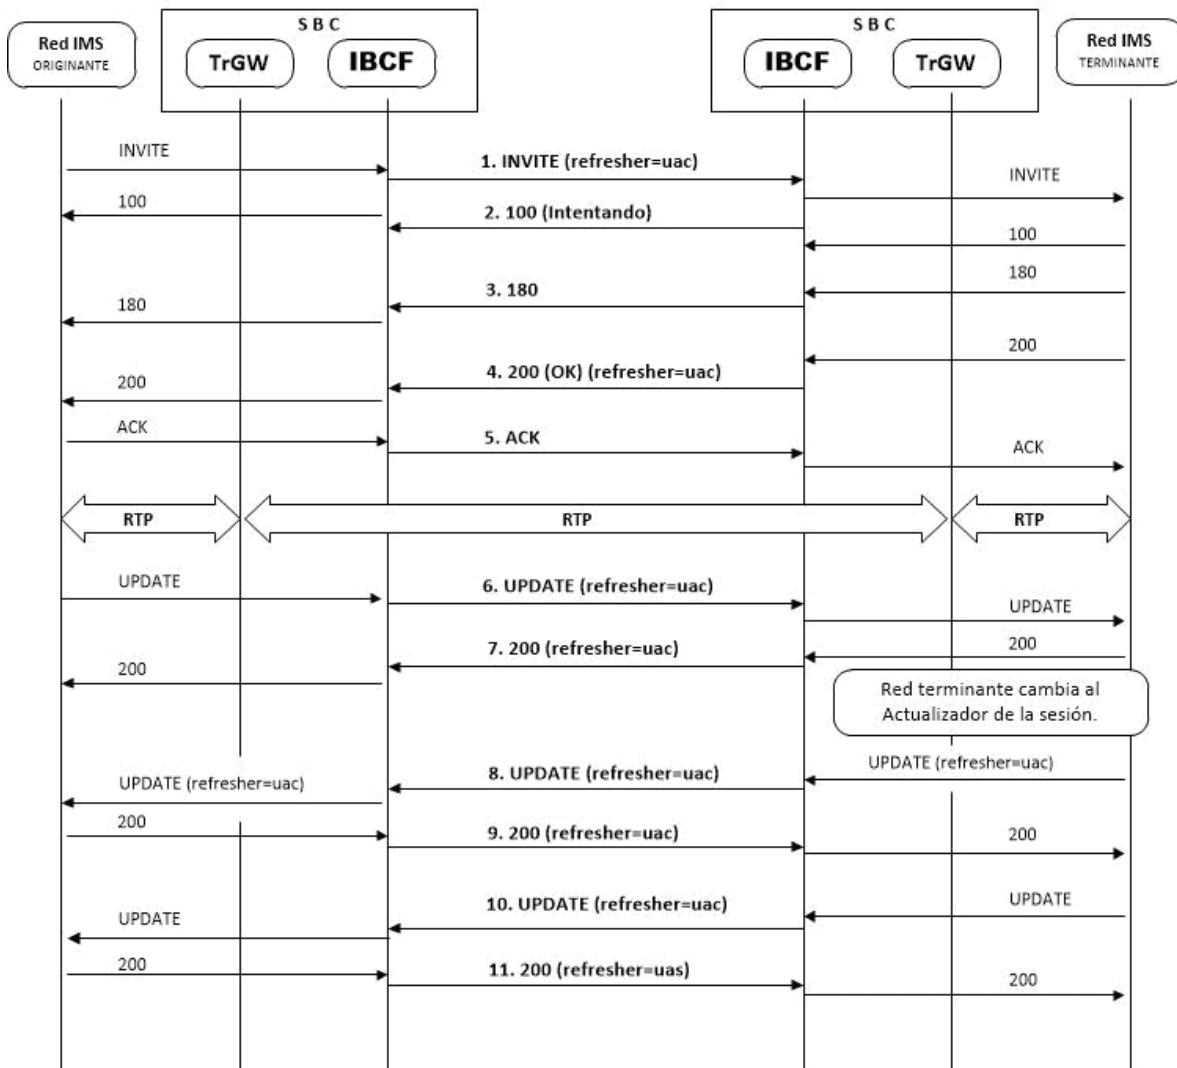 S B C
S B C
Red IMS
ORIGINANTE
TrGW
IBCF
IBCF
TrGW
Red IMS
TERMINANTE
INVITE
1. INVITE (refresher=uac)
INVITE
100
2. 100 (Intentando)
100
180
3. 180
180
200
4. 200 (OK) (refresher=uac)
200
ACK
5. ACK
ACK
RTP
RTP
RTP
UPDATE
6. UPDATE (refresher=uac)
UPDATE
7. 200 (refresher=uac)
200
200
Red terminante cambia al
Actualizador de la sesión.
UPDATE (refresher=uac)
8. UPDATE (refresher=uac)
UPDATE (refresher=uac)
200
9. 200 (refresher=uac)
200
10. UPDATE (refresher=uac)
UPDATE
UPDATE
200
11. 200 (refresher=uas)
200